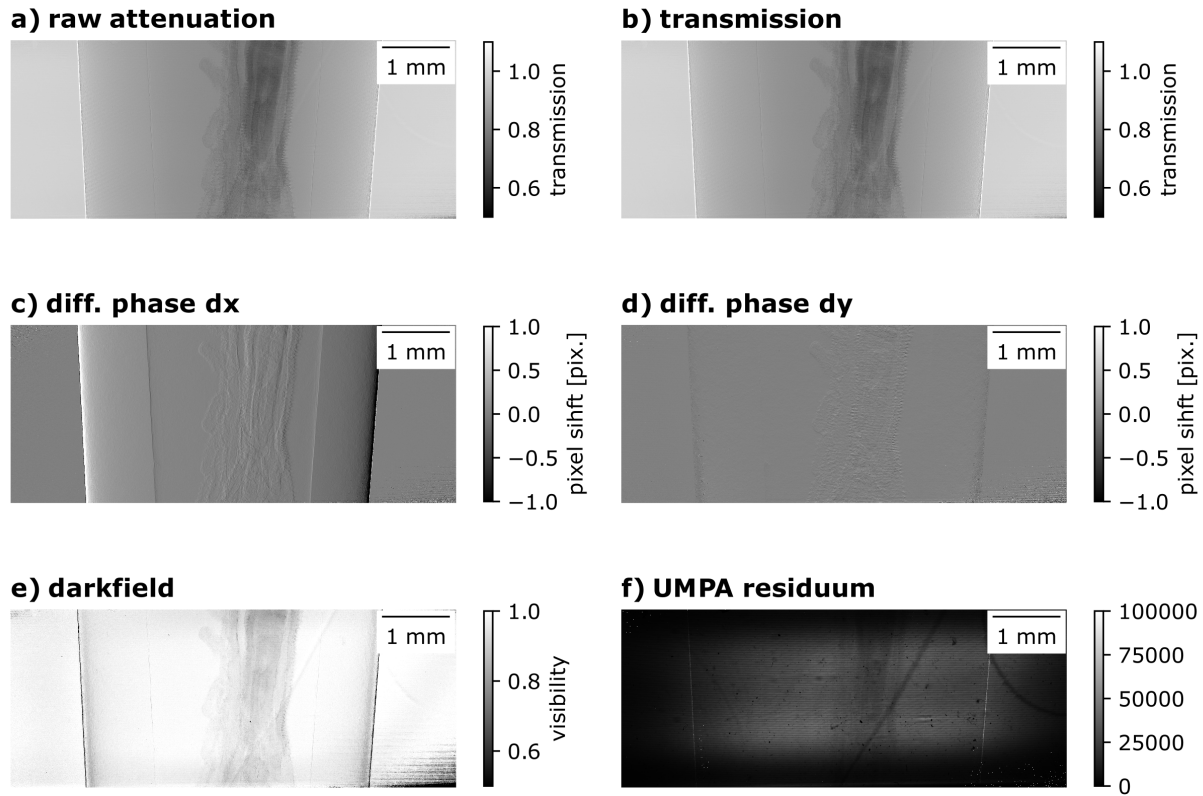 a) raw attenuation
1 mm
1.0
0.8
0.6
transmission
b) transmission
1 mm
1.0
0.8
0.6
transmission
c) diff. phase dx
1 mm
1.0
0.5
0.0
−0.5
−1.0
pixel sihft [pix.]
d) diff. phase dy
1 mm
1.0
0.5
0.0
−0.5
−1.0
pixel sihft [pix.]
e) darkfield
1 mm
1.0
0.8
0.6
visibility
f) UMPA residuum
1 mm
100000
75000
50000
25000
0